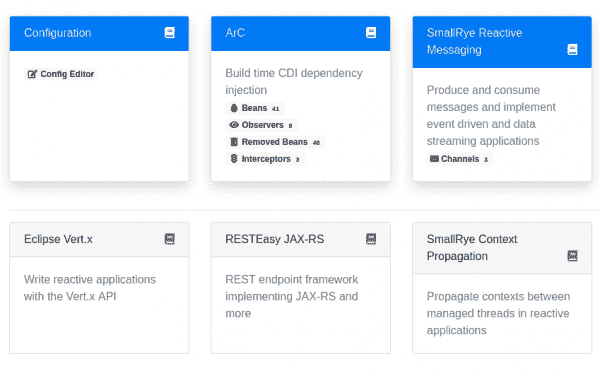 Configuration
Config Editor
ArC
Build time CDI dependency
injection
Beans 41
Observers 8
Removed Beans 48
Interceptors 3
SmallRye Reactive
Messaging
Produce and consume
messages and implement
event driven and data
streaming applications
Channels 3
Eclipse Vert.x
Write reactive applications
with the Vert.x API
RESTEasy JAX-RS
REST endpoint framework
implementing JAX-RS and
more
SmallRye Context
Propagation
Propagate contexts between
managed threads in reactive
applications